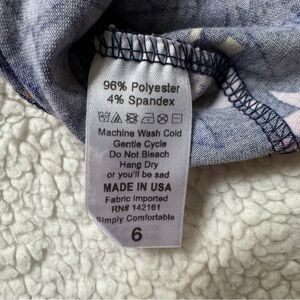 96% Polyester
4% Spandex
Machine Wash Cold
Gentle Cycle
Do Not Bleach
Hang Dry
or you'll be sad
MADE IN USA
Fabric Imported
RN# 142161
Simply Comfortable
6